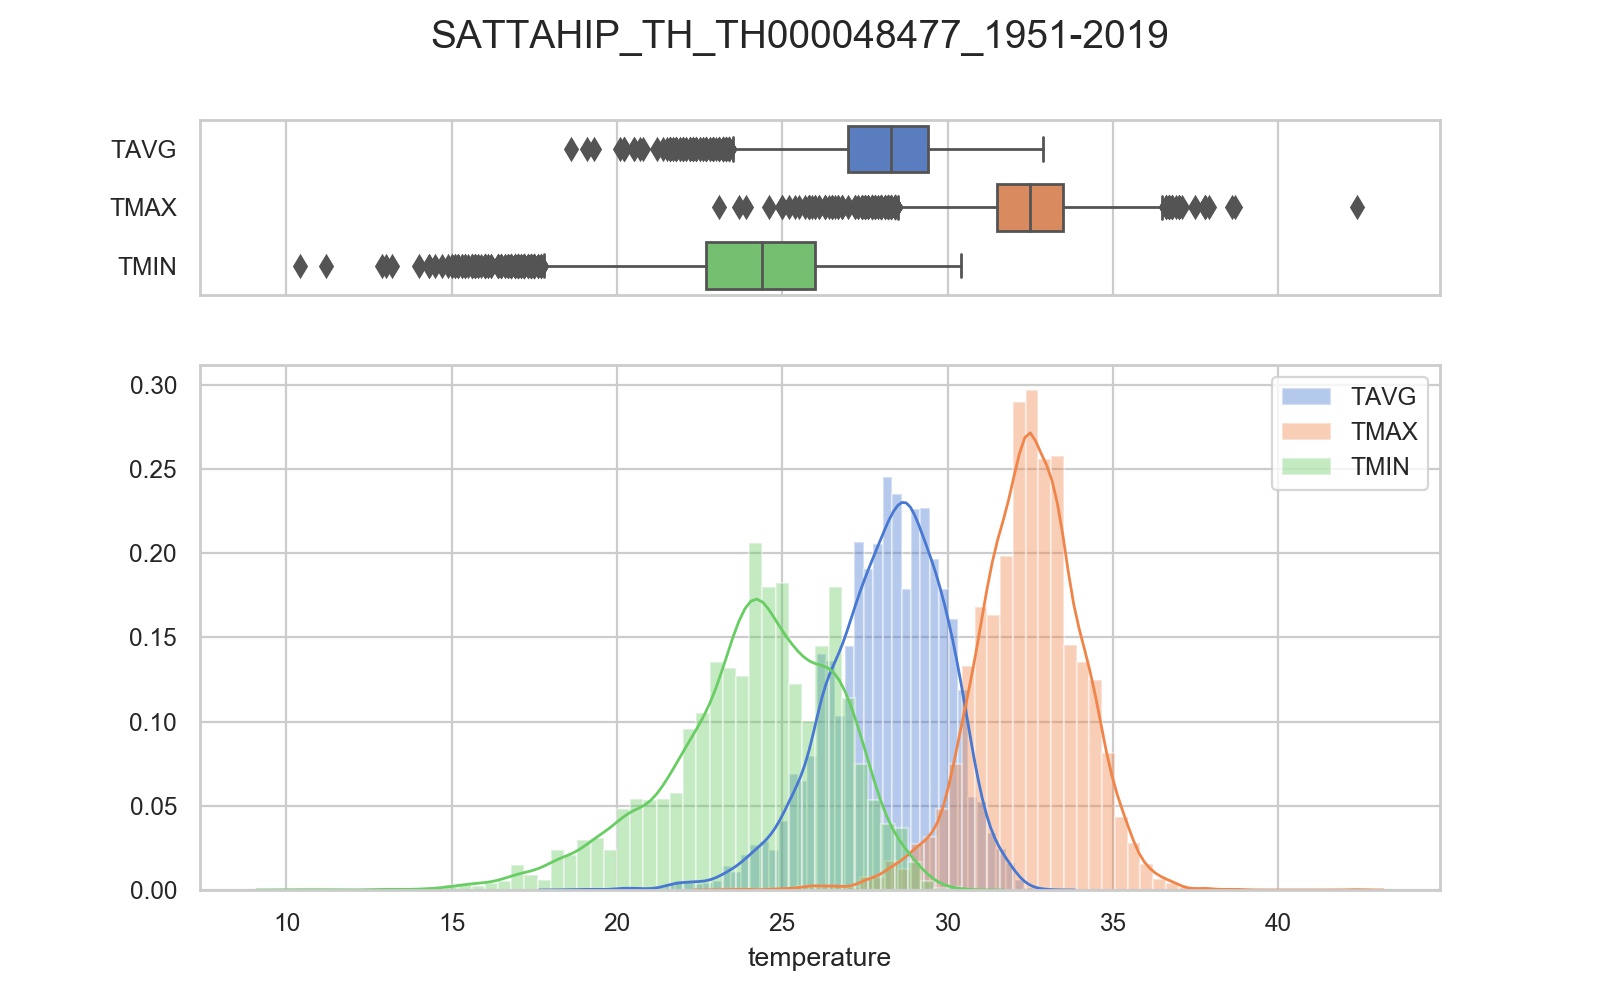 SATTAHIP_TH_TH000048477_1951-2019
TAVG
TMAX
TMIN
0.30
0.25
0.20
0.15
0.10
0.05
0.00
TAVG
TMAX
TMIN
10 15 20 25 30 35 40
temperature